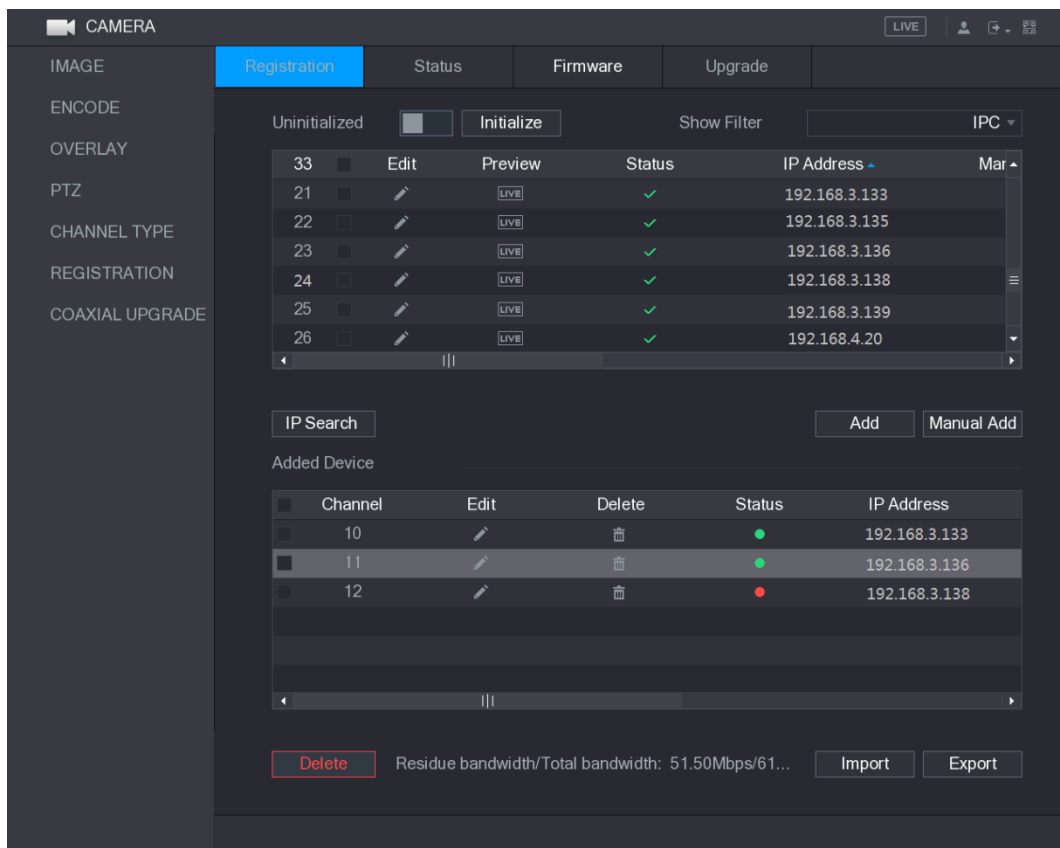 CAMERA LIVE
IMAGE
ENCODE
OVERLAY
PTZ
CHANNEL TYPE
REGISTRATION
COAXIAL UPGRADE
Registration Status Firmware Upgrade
Uninitialized Initialize Show Filter IPC
33 Edit Preview Status IP Address Mar
21 LIVE 192.168.3.133
22 LIVE 192.168.3.135
23 LIVE 192.168.3.136
24 LIVE 192.168.3.138
25 LIVE 192.168.3.139
26 LIVE 192.168.4.20
IP Search Add Manual Add
Added Device
Channel Edit Delete Status IP Address
10 192.168.3.133
11 192.168.3.136
12 192.168.3.138
Delete Residue bandwidth/Total bandwidth: 51.50Mbps/61... Import Export